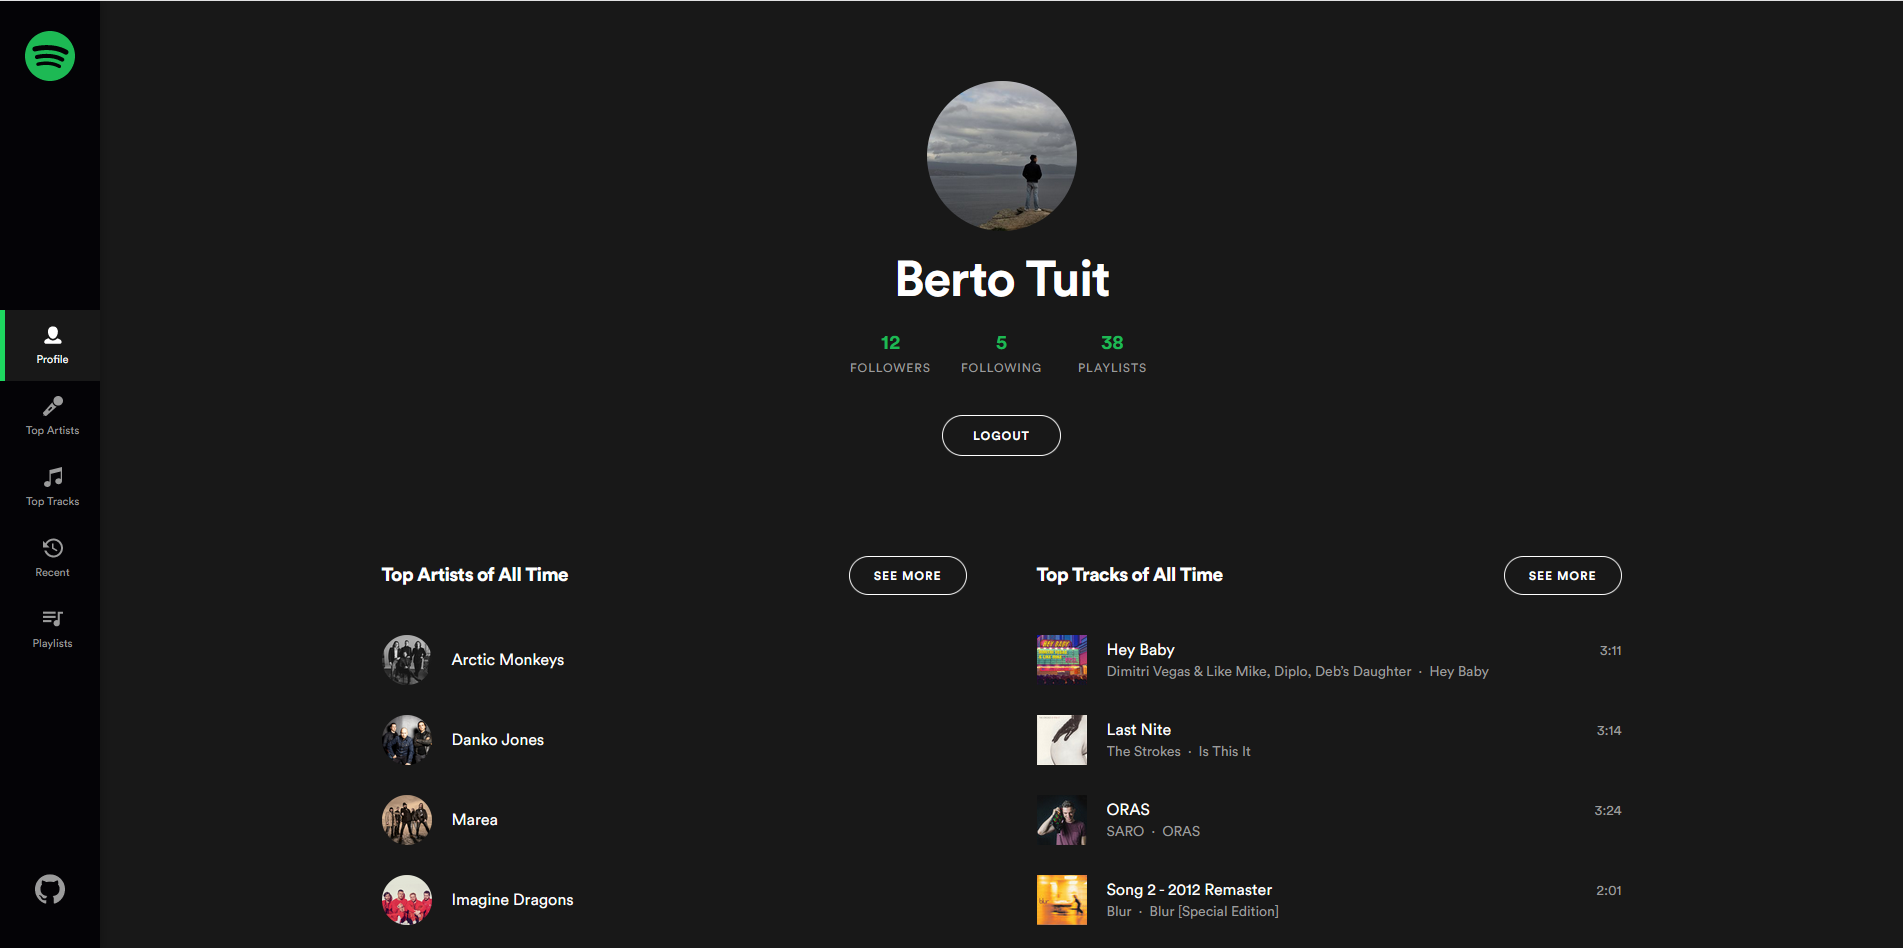 Berto Tuit
12 5 38
FOLLOWERS FOLLOWING PLAYLISTS
LOGOUT
Profile
Top Artists
Top Tracks
Recent
Playlists
Top Artists of All Time
SEE MORE
Arctic Monkeys
Danko Jones
Marea
Imagine Dragons
Top Tracks of All Time
SEE MORE
HEY BABY
Hey Baby 3:11
Dimitri Vegas & Like Mike, Diplo, Deb's Daughter · Hey Baby
Last Nite 3:14
The Strokes · Is This It
ORAS 3:24
SARO · ORAS
Song 2 - 2012 Remaster 2:01
Blur · Blur [Special Edition]